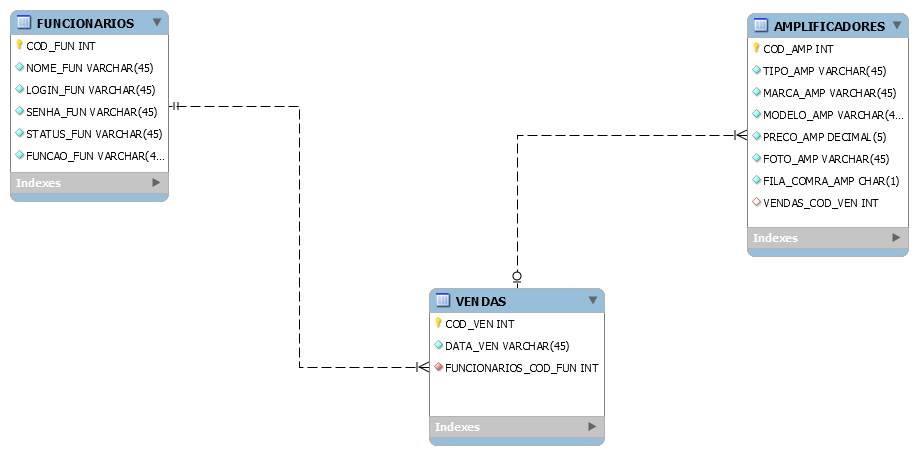 FUNCIONARIOS
COD_FUN INT
NOME_FUN VARCHAR(45)
LOGIN_FUN VARCHAR(45)
SENHA_FUN VARCHAR(45)
STATUS_FUN VARCHAR(45)
FUNCAO_FUN VARCHAR(4...
Indexes
AMPLIFICADORES
COD_AMP INT
TIPO_AMP VARCHAR(45)
MARCA_AMP VARCHAR(45)
MODELO_AMP VARCHAR(4...
PRECO_AMP DECIMAL(5)
FOTO_AMP VARCHAR(45)
FILA_COMRA_AMP CHAR(1)
VENDAS_COD_VEN INT
Indexes
VENDAS
COD_VEN INT
DATA_VEN VARCHAR(45)
FUNCIONARIOS_COD_FUN INT
Indexes